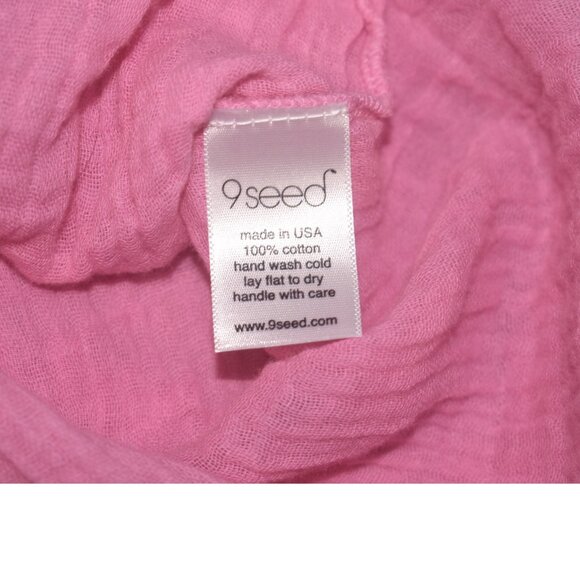 9seed
made in USA
100% cotton
hand wash cold
lay flat to dry
handle with care
www.9seed.com